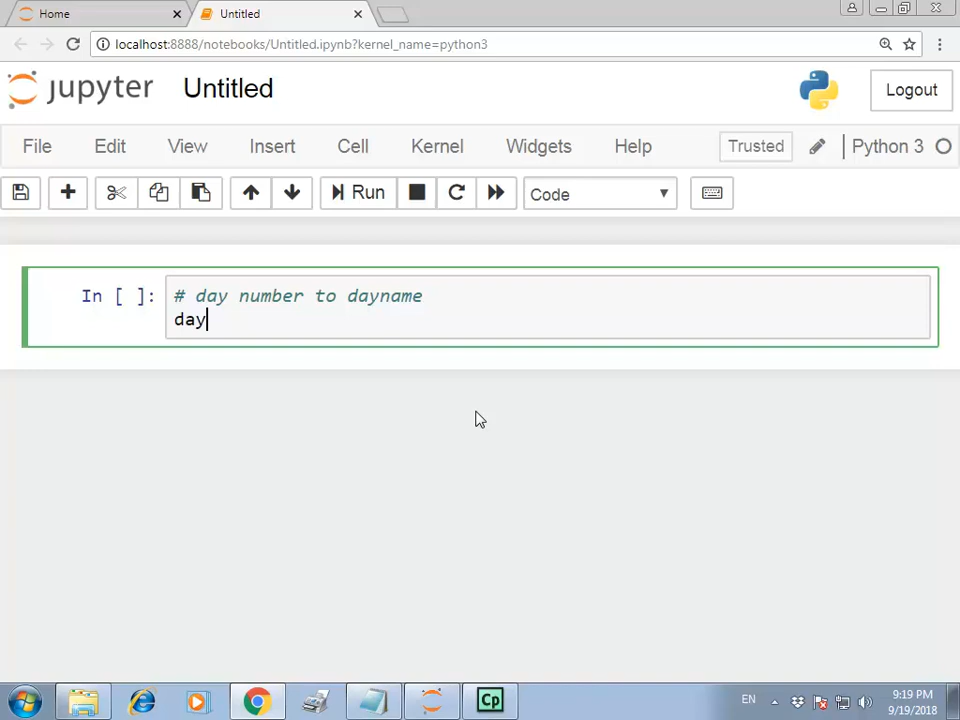 Home
Untitled
localhost:8888/notebooks/Untitled.ipynb?kernel_name=python3
jupyter Untitled
Logout
File Edit View Insert Cell Kernel Widgets Help Trusted Python 3
Run Code
In [ ]: # day number to dayname
day
Cp
EN
9:19 PM
9/19/2018